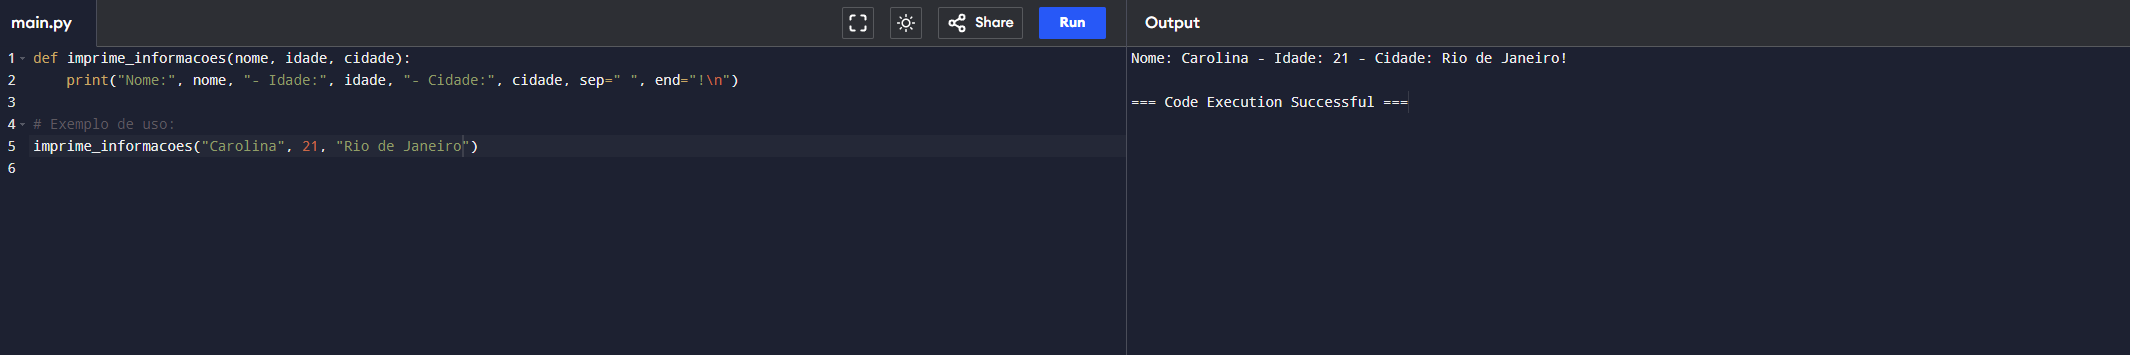 main.py
Share
Run
Output
1 def imprime_informacoes(nome, idade, cidade):
2     print("Nome:", nome, "- Idade:", idade, "- Cidade:", cidade, sep=" ", end="!\n")
3
4 # Exemplo de uso:
5 imprime_informacoes("Carolina", 21, "Rio de Janeiro")
6
Nome: Carolina - Idade: 21 - Cidade: Rio de Janeiro!
=== Code Execution Successful ===